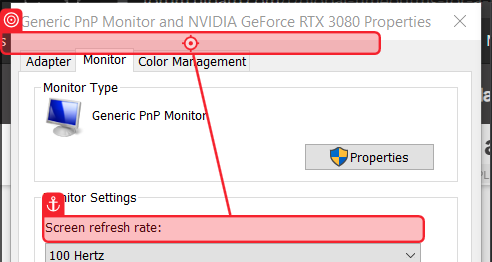 Generic PnP Monitor and NVIDIA GeForce RTX 3080 Properties
Adapter Monitor Color Management
Monitor Type
Generic PnP Monitor
Properties
nitor Settings
Screen refresh rate:
100 Hertz